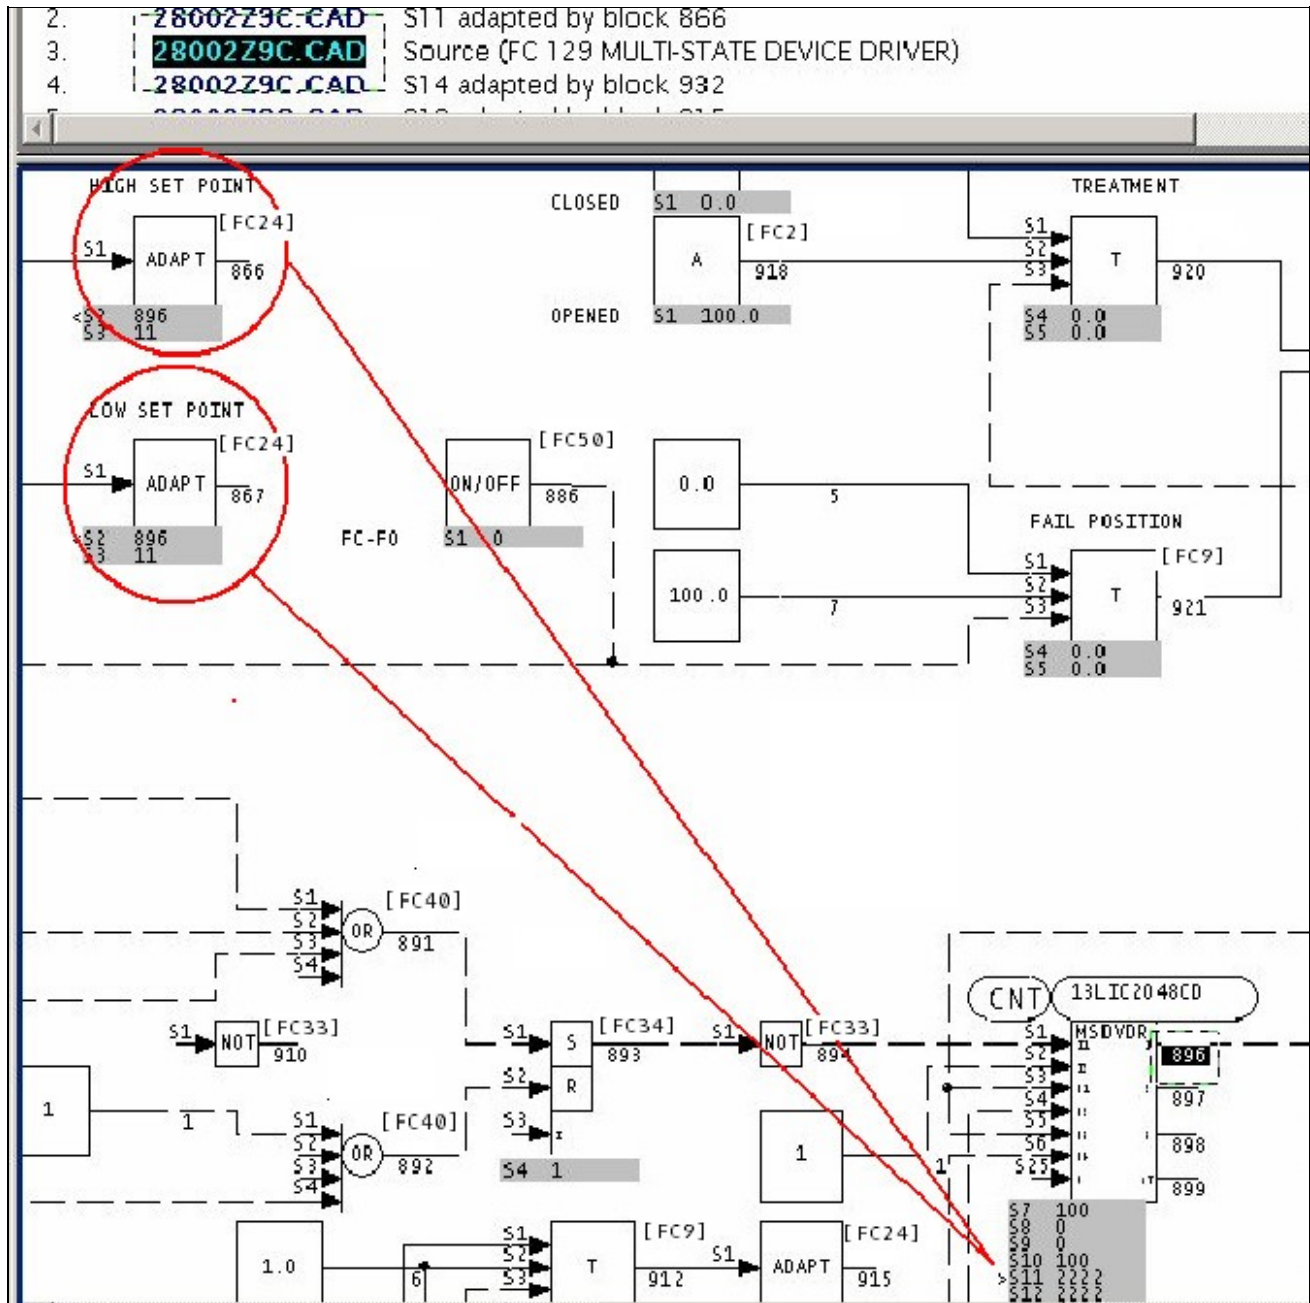 2. 28002Z9C.CAD S11 adapted by block 866
3. 28002Z9C.CAD Source (FC 129 MULTI-STATE DEVICE DRIVER)
4. 28002Z9C.CAD S14 adapted by block 932
HIGH SET POINT
[FC24]
S1
ADAPT
866
<S2 896
S3 11
CLOSED
S1 0.0
[FC2]
A
918
OPENED
S1 100.0
TREATMENT
S1
S2
S3
T
920
S4 0.0
S5 0.0
LOW SET POINT
[FC24]
S1
ADAPT
867
<S2 896
S3 11
[FC50]
ON/OFF
886
FC-FO
S1 0
0.0
5
100.0
7
FAIL POSITION
[FC9]
S1
S2
S3
T
921
S4 0.0
S5 0.0
[FC40]
S1
S2
S3
S4
OR
891
S1
NOT
[FC33]
910
S1
S
[FC34]
893
S2
R
S3
S4 1
S1
NOT
[FC33]
894
CNT
13LIC2048CD
MSDVDR
S1
S2
S3
S4
S5
S6
S25
896
897
898
899
1
1
[FC40]
S1
S2
S3
S4
OR
892
1
1
S7 100
S8 0
S9 0
S10 100
>S11 2222
S12 2222
1.0
6
S1
S2
S3
T
[FC9]
912
S1
ADAPT
[FC24]
915